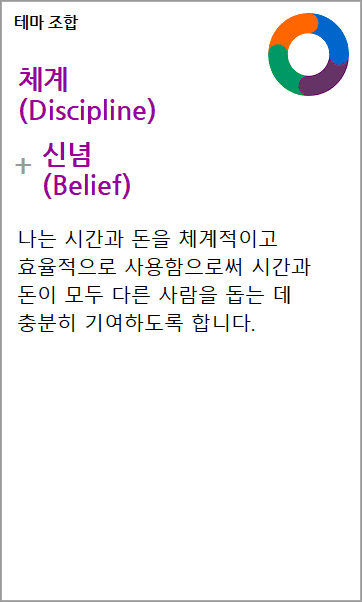 테마 조합
체계
(Discipline)
+ 신념
(Belief)
나는 시간과 돈을 체계적이고
효율적으로 사용함으로써 시간과
돈이 모두 다른 사람을 돕는 데
충분히 기여하도록 합니다.